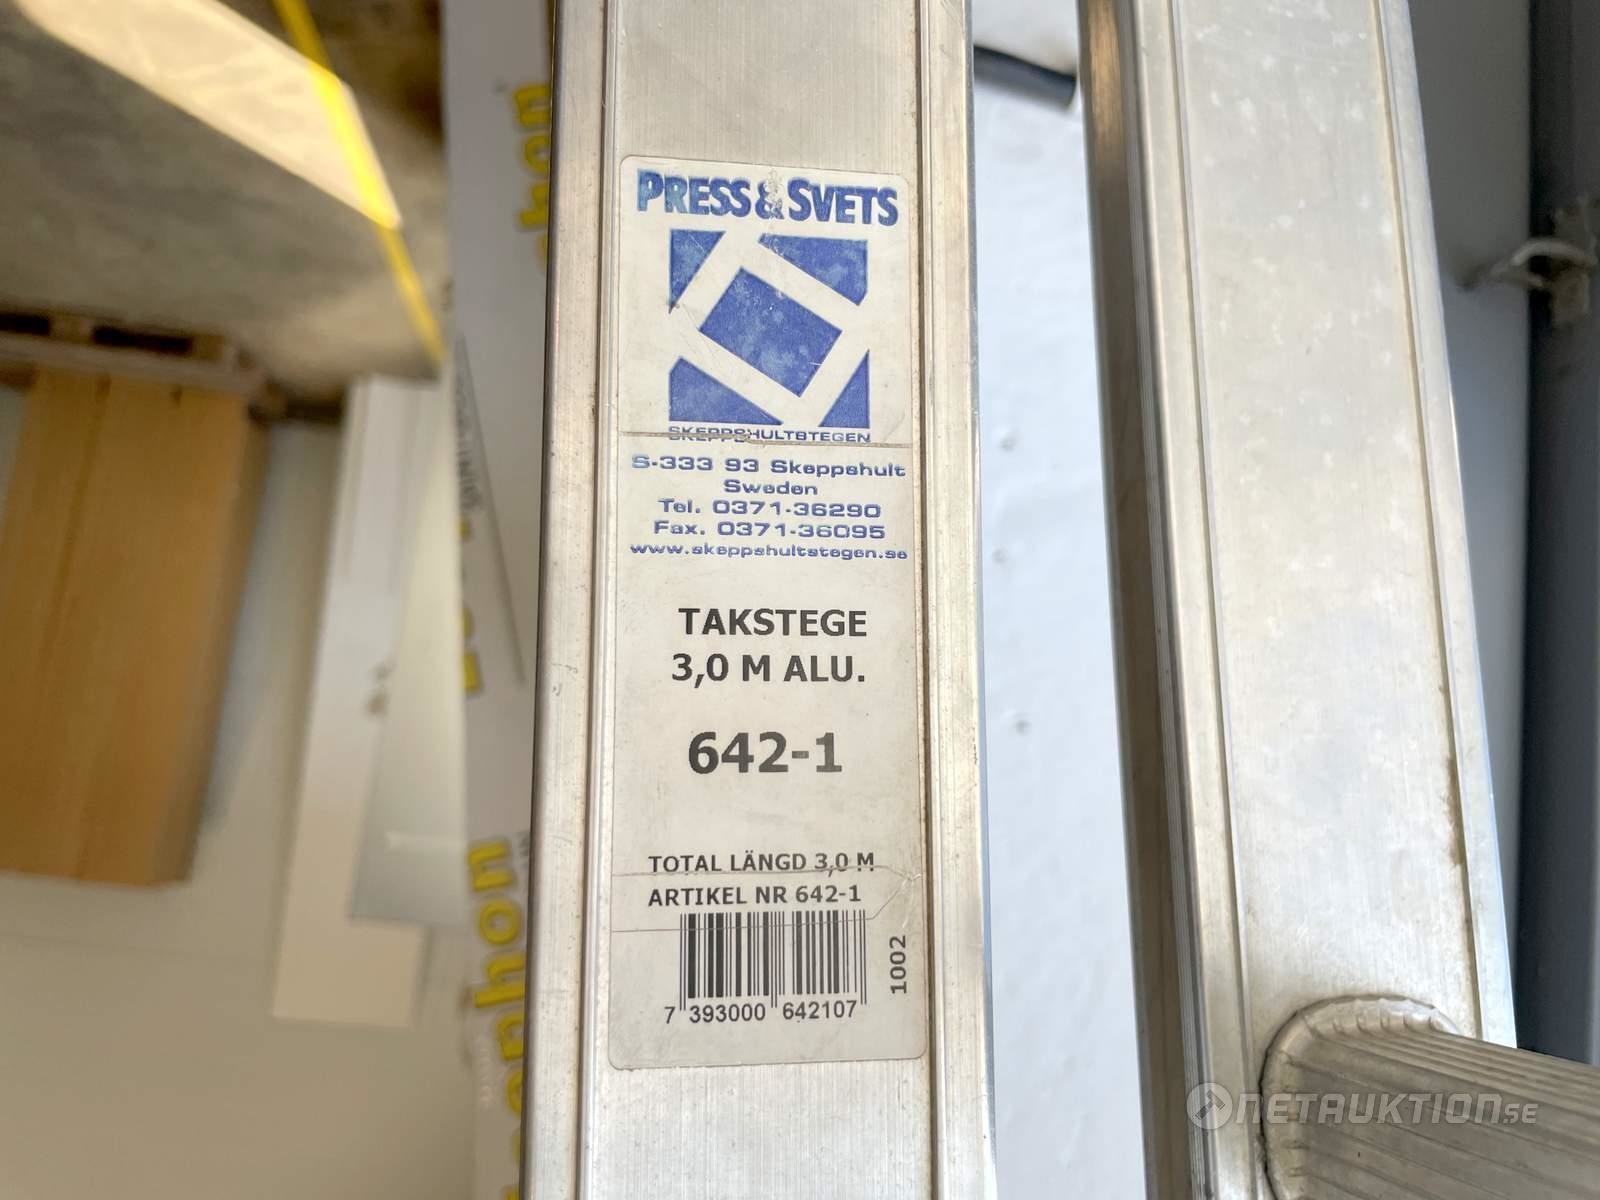 PRESS & SVETS
SKEPPSHULTSTEGEN
S-333 93 Skeppshult
Sweden
Tel. 0371-36290
Fax. 0371-36095
www.skeppshultstegen.se
TAKSTEGE
3,0 M ALU.
642-1
TOTAL LÄNGD 3,0 M
ARTIKEL NR 642-1
1002
7 393000 642107
NETAUKTION.SE